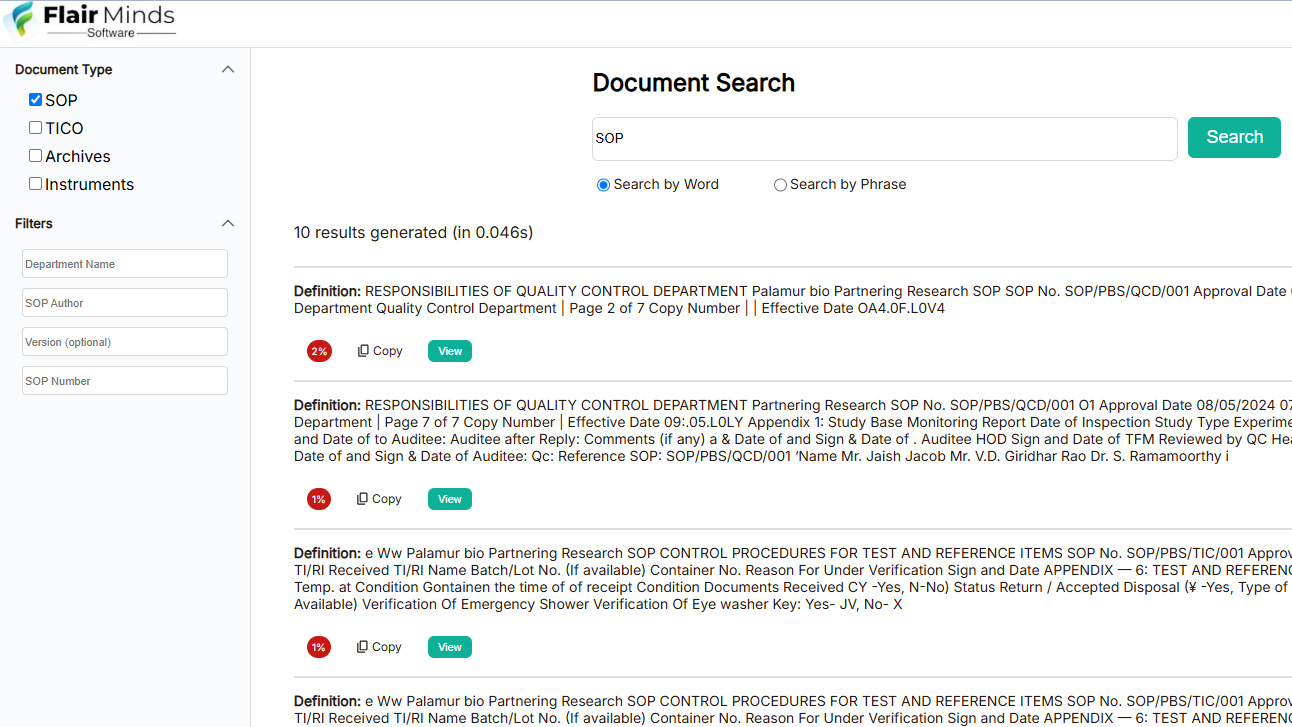 Flair Minds
Software
Document Type
SOP
TICO
Archives
Instruments
Filters
Department Name
SOP Author
Version (optional)
SOP Number
Document Search
SOP
Search
Search by Word
Search by Phrase
10 results generated (in 0.046s)
Definition: RESPONSIBILITIES OF QUALITY CONTROL DEPARTMENT Palamur bio Partnering Research SOP SOP No. SOP/PBS/QCD/001 Approval Date
Department Quality Control Department | Page 2 of 7 Copy Number | | Effective Date OA4.0F.L0V4
2%
Copy
View
Definition: RESPONSIBILITIES OF QUALITY CONTROL DEPARTMENT Partnering Research SOP No. SOP/PBS/QCD/001 O1 Approval Date 08/05/2024 07
Department | Page 7 of 7 Copy Number | Effective Date 09:.05.L0LY Appendix 1: Study Base Monitoring Report Date of Inspection Study Type Experime
and Date of to Auditee: Auditee after Reply: Comments (if any) a & Date of and Sign & Date of . Auditee HOD Sign and Date of TFM Reviewed by QC Hea
Date of and Sign & Date of Auditee: Qc: Reference SOP: SOP/PBS/QCD/001 ‘Name Mr. Jaish Jacob Mr. V.D. Giridhar Rao Dr. S. Ramamoorthy i
1%
Copy
View
Definition: e Ww Palamur bio Partnering Research SOP CONTROL PROCEDURES FOR TEST AND REFERENCE ITEMS SOP No. SOP/PBS/TIC/001 Approv
TI/RI Received TI/RI Name Batch/Lot No. (If available) Container No. Reason For Under Verification Sign and Date APPENDIX — 6: TEST AND REFERENC
Temp. at Condition Gontainen the time of of receipt Condition Documents Received CY -Yes, N-No) Status Return / Accepted Disposal (¥ -Yes, Type of
Available) Verification Of Emergency Shower Verification Of Eye washer Key: Yes- JV, No- X
1%
Copy
View
Definition: e Ww Palamur bio Partnering Research SOP CONTROL PROCEDURES FOR TEST AND REFERENCE ITEMS SOP No. SOP/PBS/TIC/001 Approv
TI/RI Received TI/RI Name Batch/Lot No. (If available) Container No. Reason For Under Verification Sign and Date APPENDIX — 6: TEST AND REFERENC